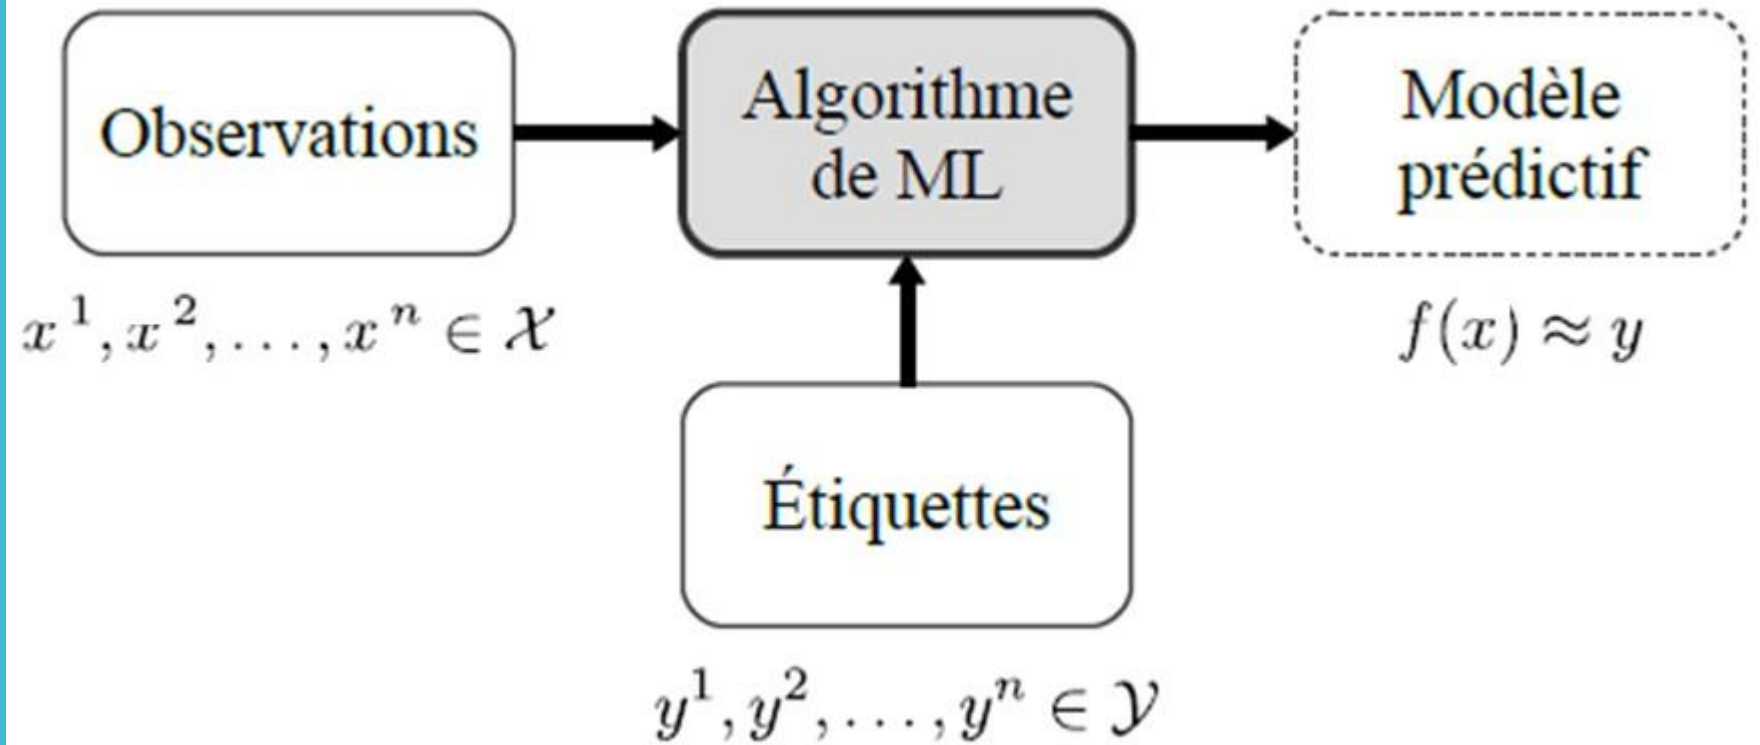 Observations
x¹, x², ..., xⁿ ∈ 𝒳
Algorithme
de ML
Modèle
prédictif
f(x) ≈ y
Étiquettes
y¹, y², ..., yⁿ ∈ 𝒴